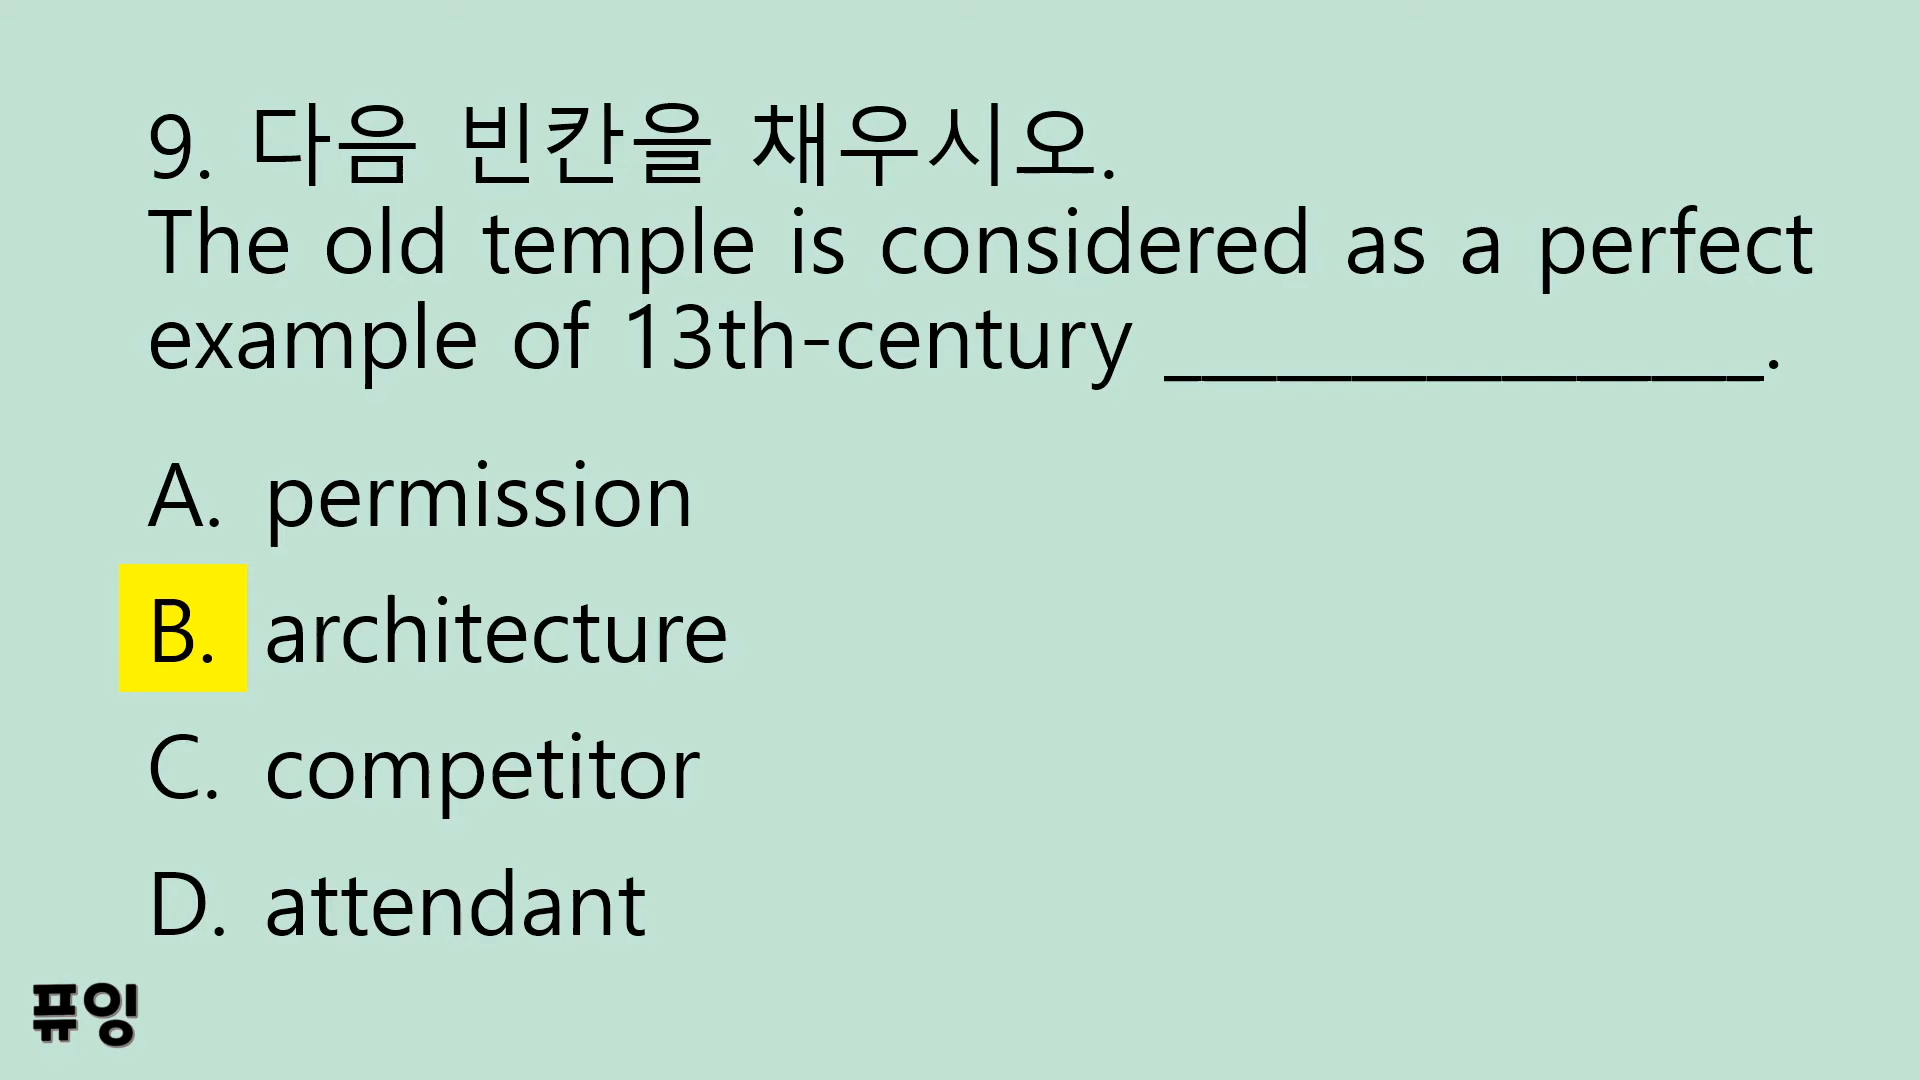 9. 다음 빈칸을 채우시오.
The old temple is considered as a perfect
example of 13th-century ________________.
A. permission
B. architecture
C. competitor
D. attendant
퓨잉